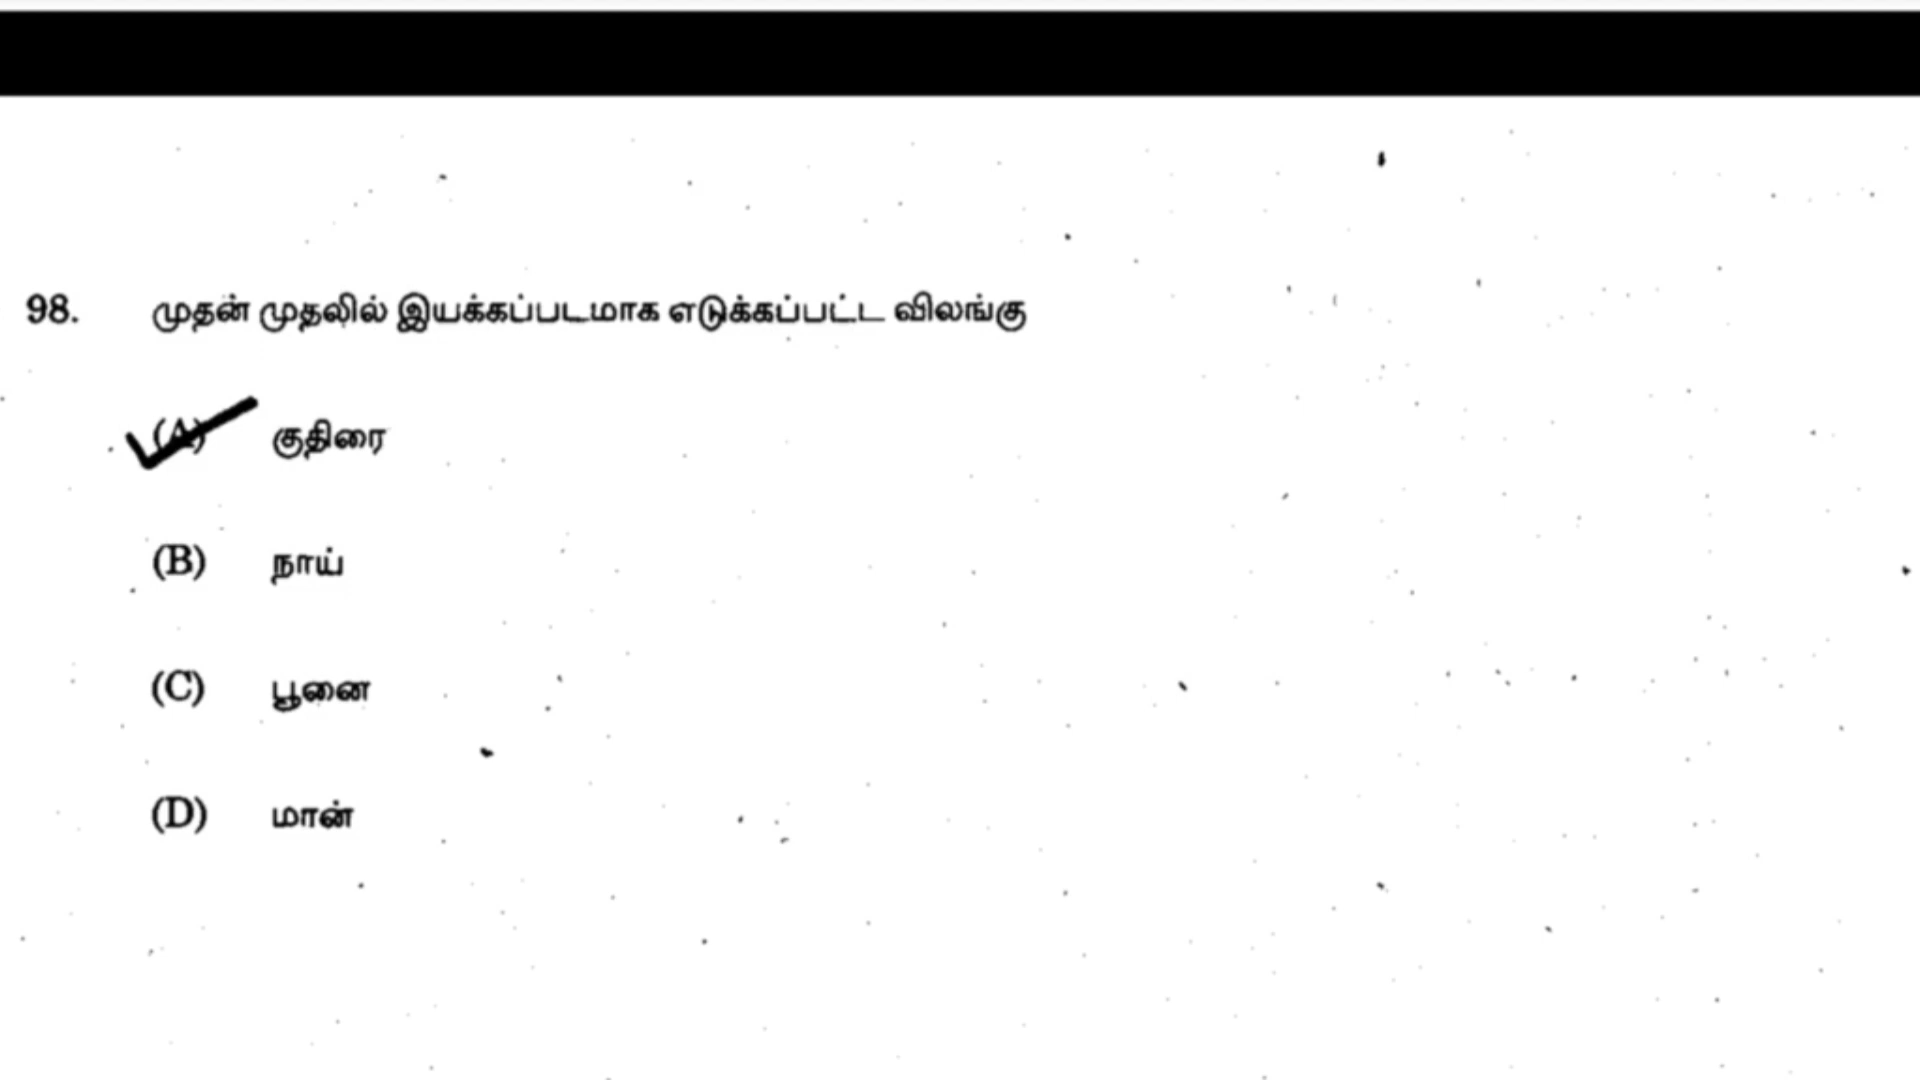 98. முதன் முதலில் இயக்கப்படமாக எடுக்கப்பட்ட விலங்கு
(A) குதிரை
(B) நாய்
(C) பூனை
(D) மான்